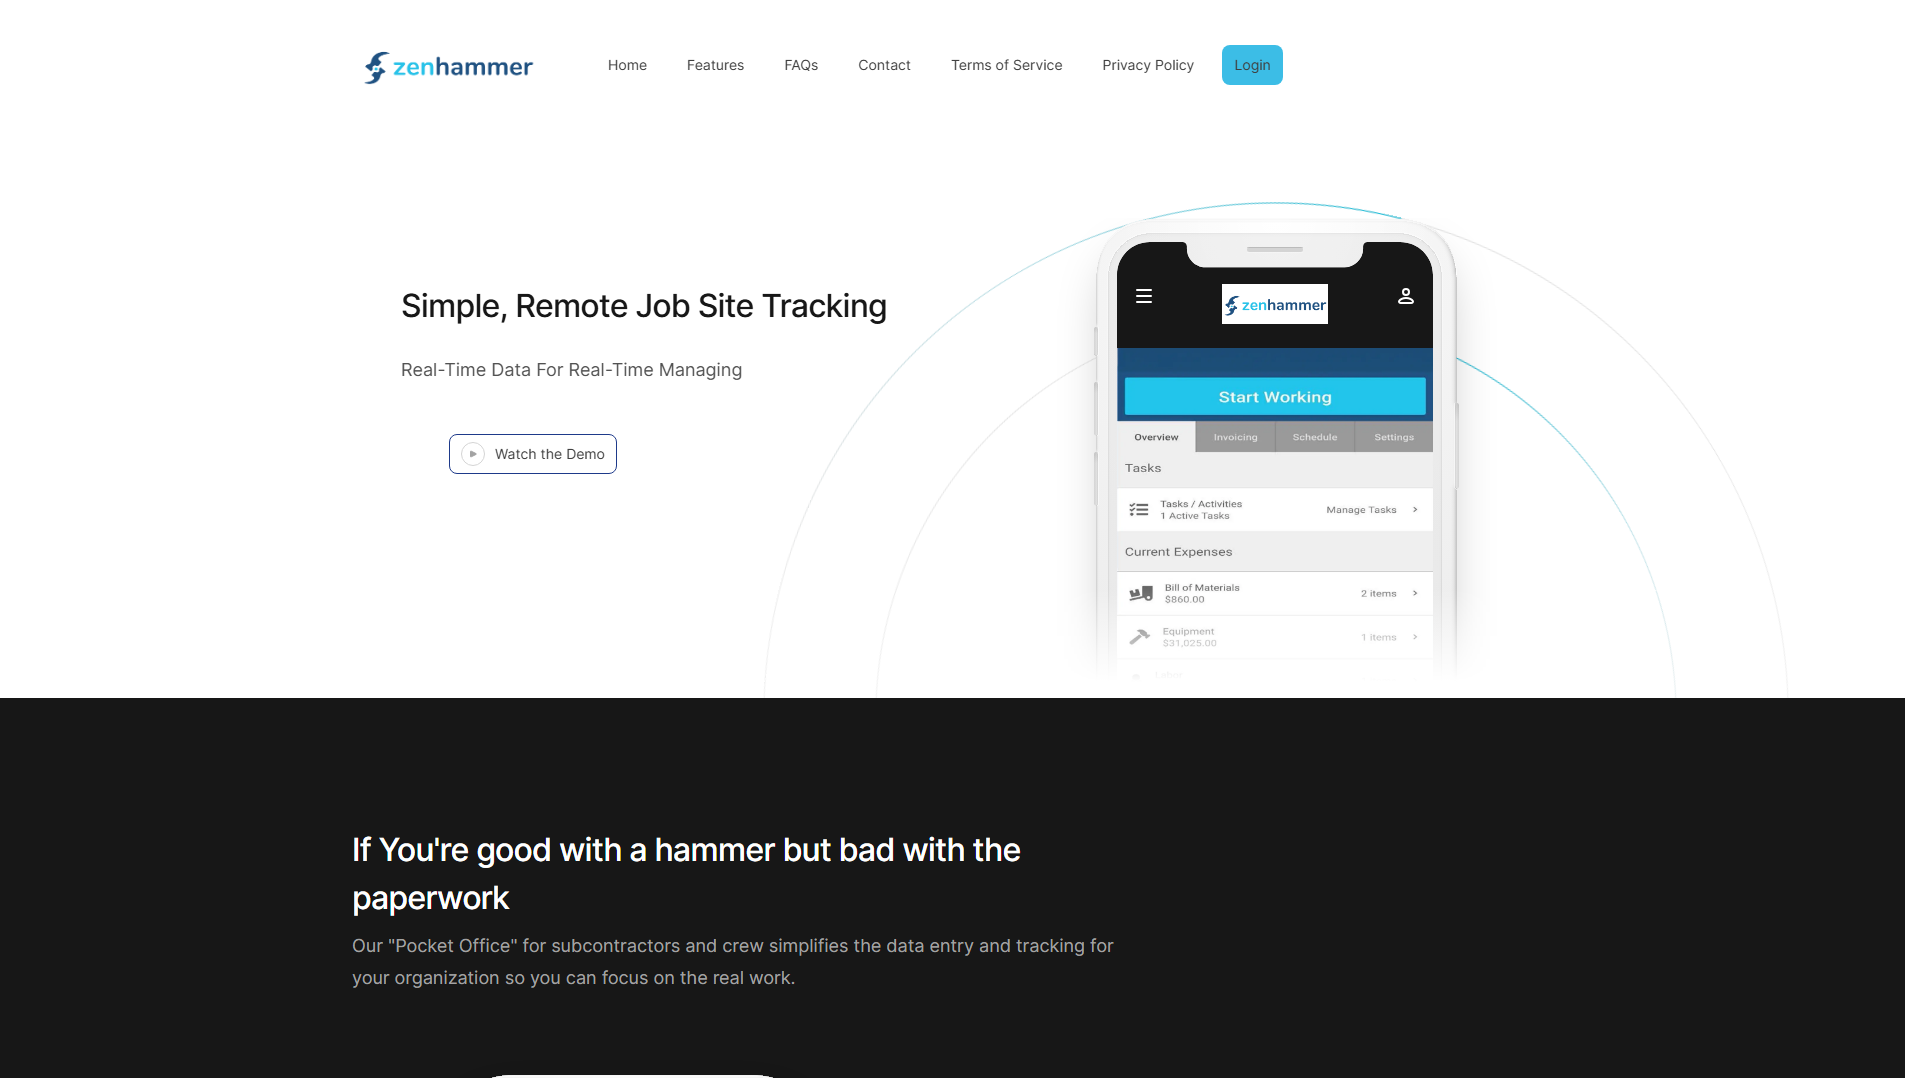 zenhammer
Home
Features
FAQs
Contact
Terms of Service
Privacy Policy
Login
Simple, Remote Job Site Tracking
Real-Time Data For Real-Time Managing
Watch the Demo
zenhammer
Start Working
Overview
Invoicing
Schedule
Settings
Tasks
Tasks / Activities
1 Active Tasks
Manage Tasks
Current Expenses
Bill of Materials
$860.00
2 items
Equipment
$31,025.00
1 items
Labor
If You're good with a hammer but bad with the
paperwork
Our "Pocket Office" for subcontractors and crew simplifies the data entry and tracking for
your organization so you can focus on the real work.